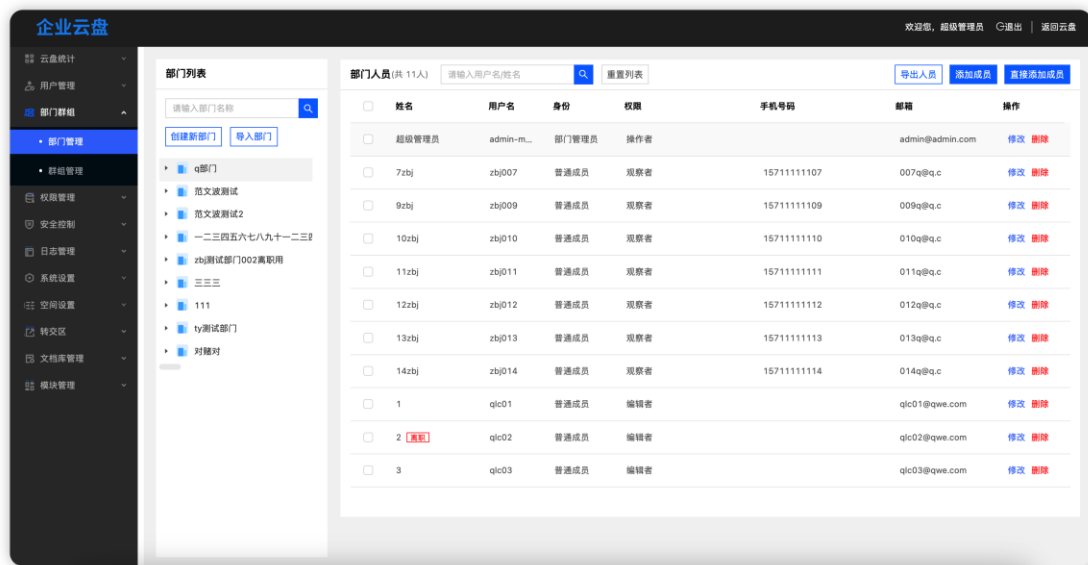 企业云盘
欢迎您，超级管理员 退出 | 返回云盘
云盘统计
用户管理
部门群组
• 部门管理
• 群组管理
权限管理
安全控制
日志管理
系统设置
空间设置
转交区
文档库管理
模块管理
部门列表
请输入部门名称
创建新部门 导入部门
q部门
范文波测试
范文波测试2
一二三四五六七八九十一二三四
zbj测试部门002离职用
三三三
111
ty测试部门
对赌对
部门人员(共 11人) 请输入用户名/姓名 重置列表 导出人员 添加成员 直接添加成员
姓名 用户名 身份 权限 手机号码 邮箱 操作
超级管理员 admin-m... 部门管理员 操作者 admin@admin.com 修改 删除
7zbj zbj007 普通成员 观察者 15711111107 007q@q.c 修改 删除
9zbj zbj009 普通成员 观察者 15711111109 009q@q.c 修改 删除
10zbj zbj010 普通成员 观察者 15711111110 010q@q.c 修改 删除
11zbj zbj011 普通成员 观察者 15711111111 011q@q.c 修改 删除
12zbj zbj012 普通成员 观察者 15711111112 012q@q.c 修改 删除
13zbj zbj013 普通成员 观察者 15711111113 013q@q.c 修改 删除
14zbj zbj014 普通成员 观察者 15711111114 014q@q.c 修改 删除
1 qlc01 普通成员 编辑者 qlc01@qwe.com 修改 删除
2 离职 qlc02 普通成员 编辑者 qlc02@qwe.com 修改 删除
3 qlc03 普通成员 编辑者 qlc03@qwe.com 修改 删除